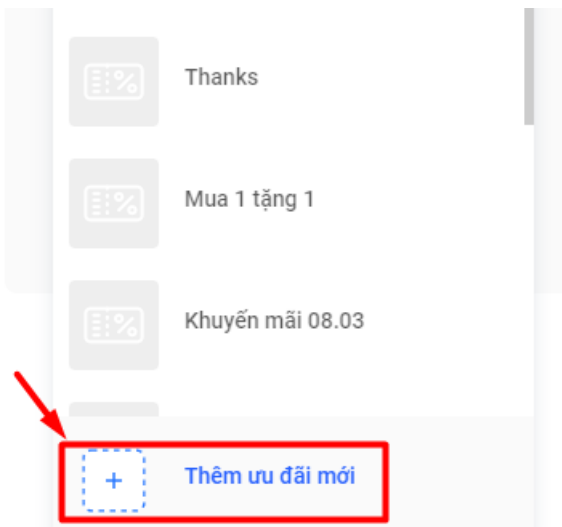 Thanks
Mua 1 tặng 1
Khuyến mãi 08.03
Thêm ưu đãi mới